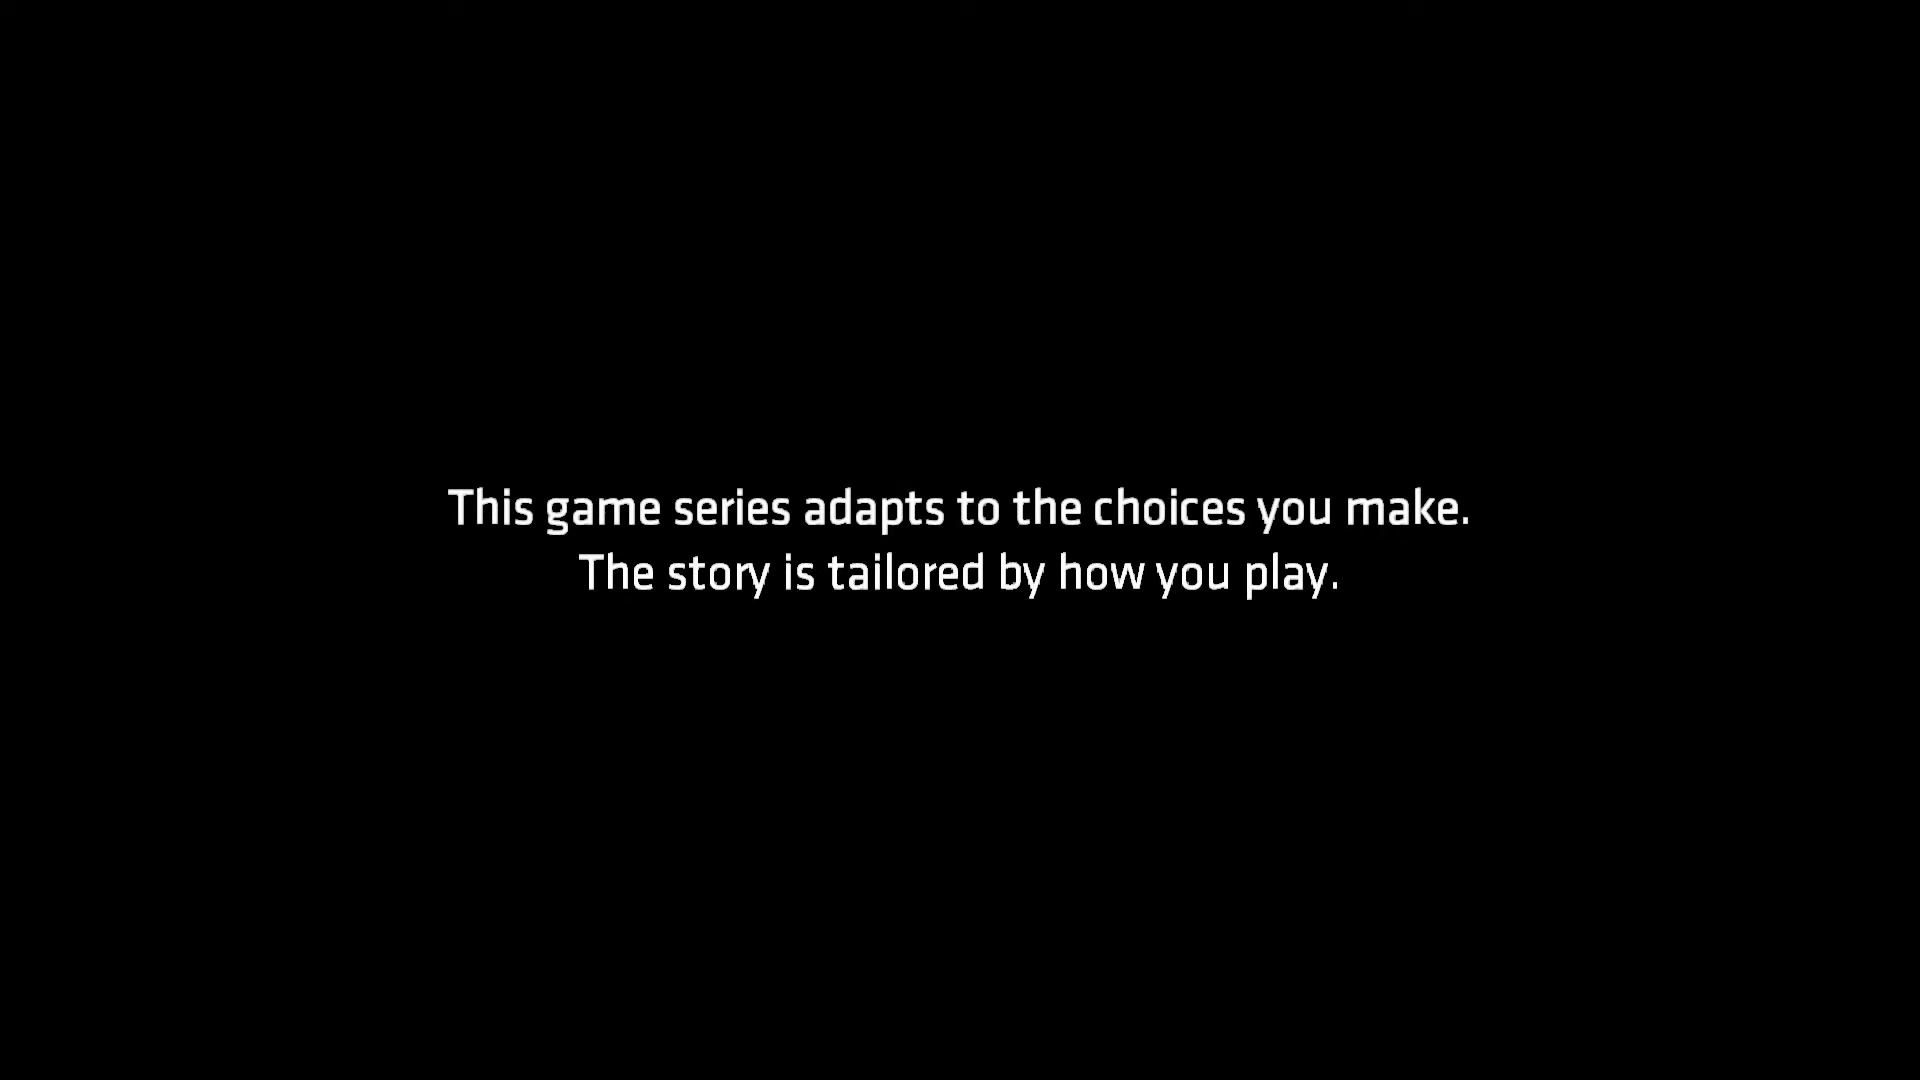 This game series adapts to the choices you make.
The story is tailored by how you play.